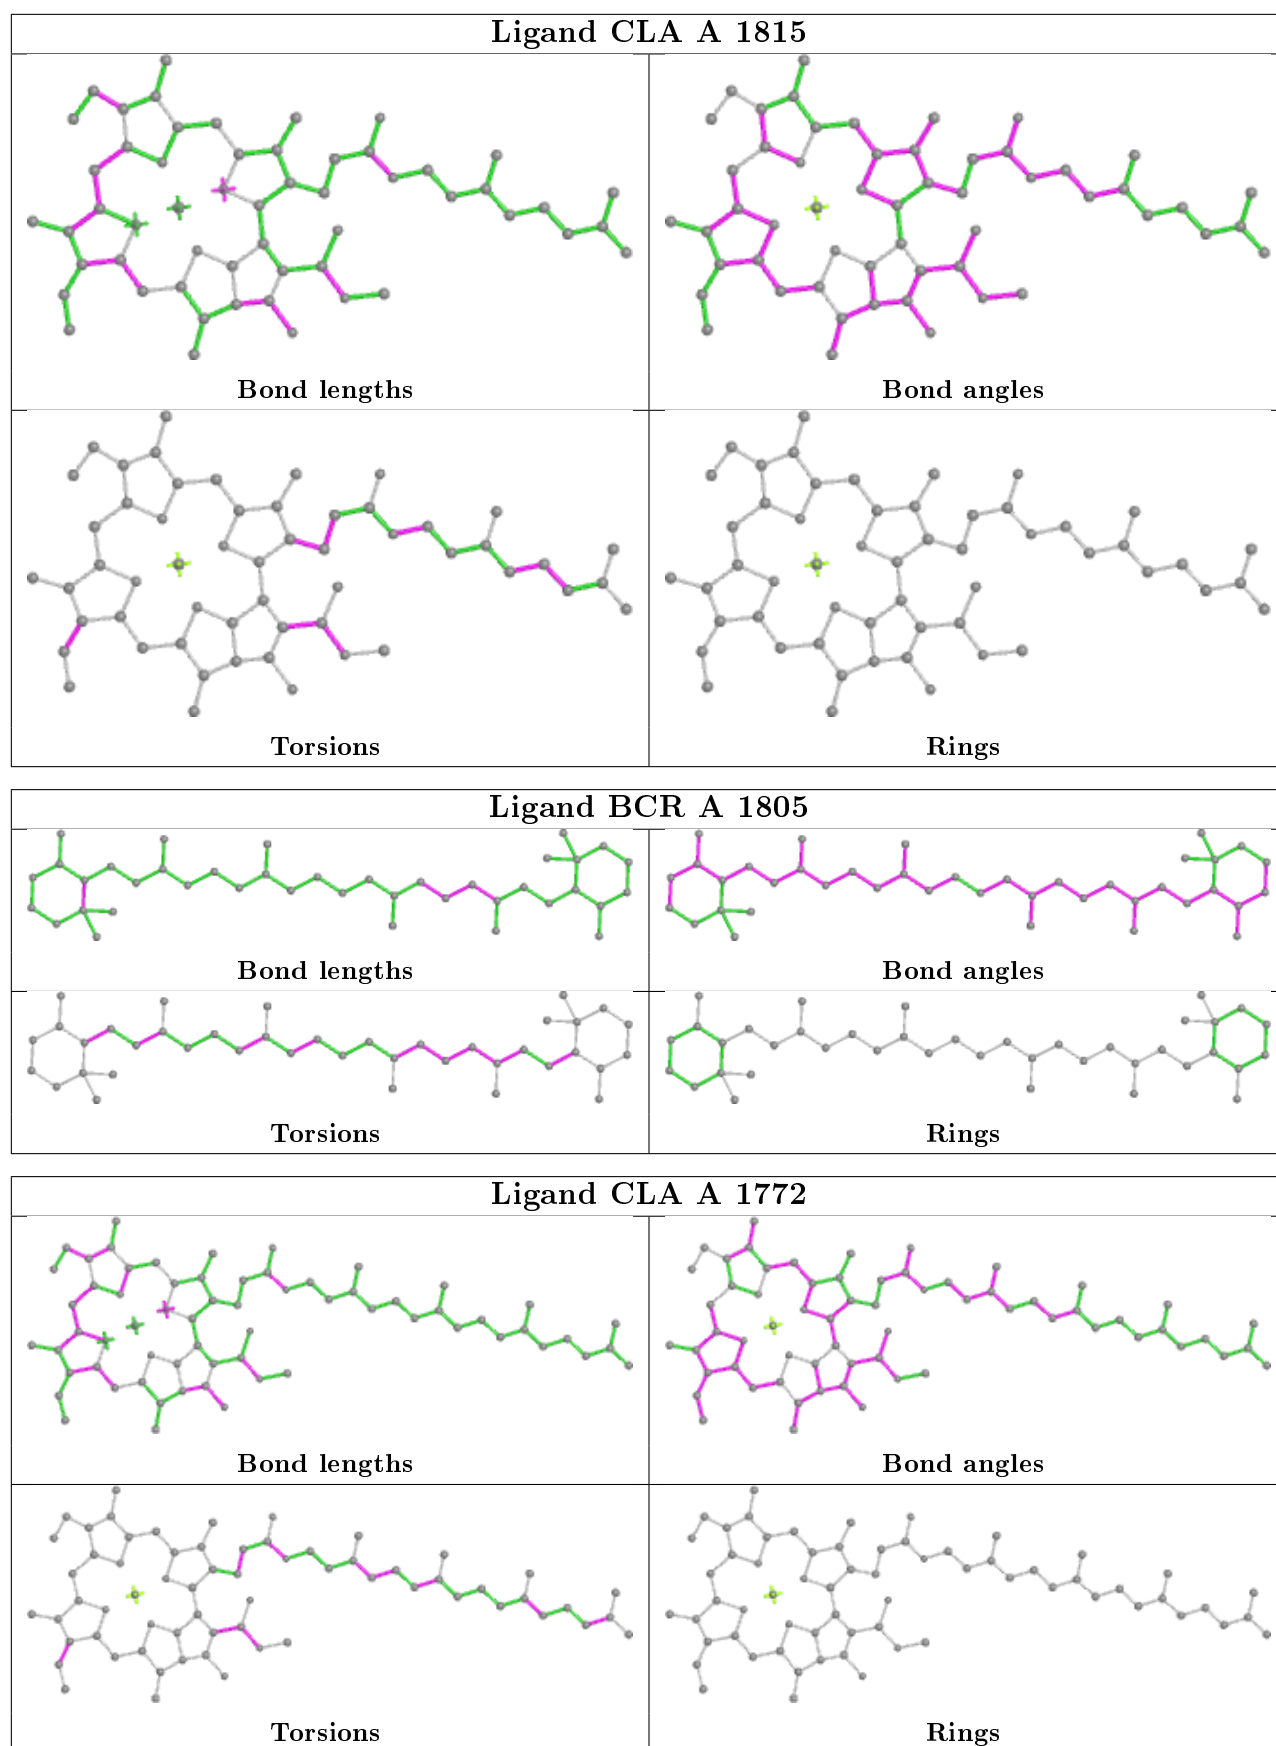 Ligand CLA A 1815
Bond lengths
Bond angles
Torsions
Rings
Ligand BCR A 1805
Bond lengths
Bond angles
Torsions
Rings
Ligand CLA A 1772
Bond lengths
Bond angles
Torsions
Rings